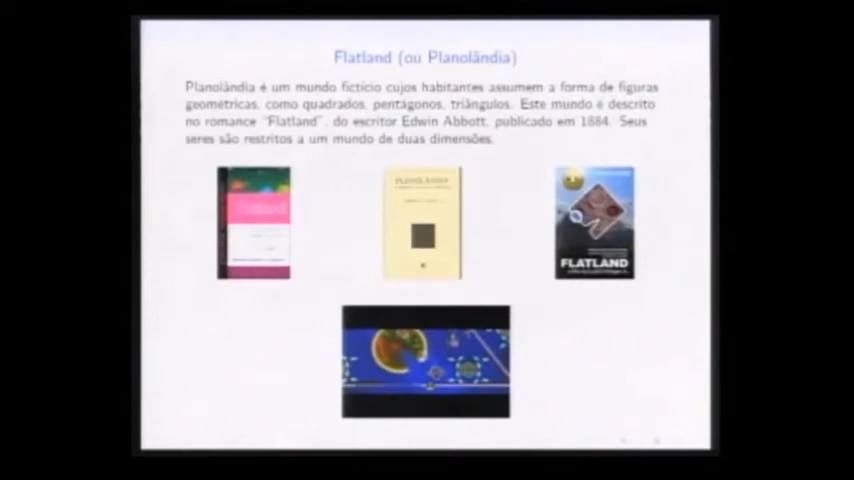 Flatland (ou Planolândia)
Planolândia é um mundo fictício cujos habitantes assumem a forma de figuras
geométricas, como quadrados, pentágonos, triângulos. Este mundo é descrito
no romance "Flatland", do escritor Edwin Abbott, publicado em 1884. Seus
seres são restritos a um mundo de duas dimensões.
Flatland
PLANOLÂNDIA
FLATLAND